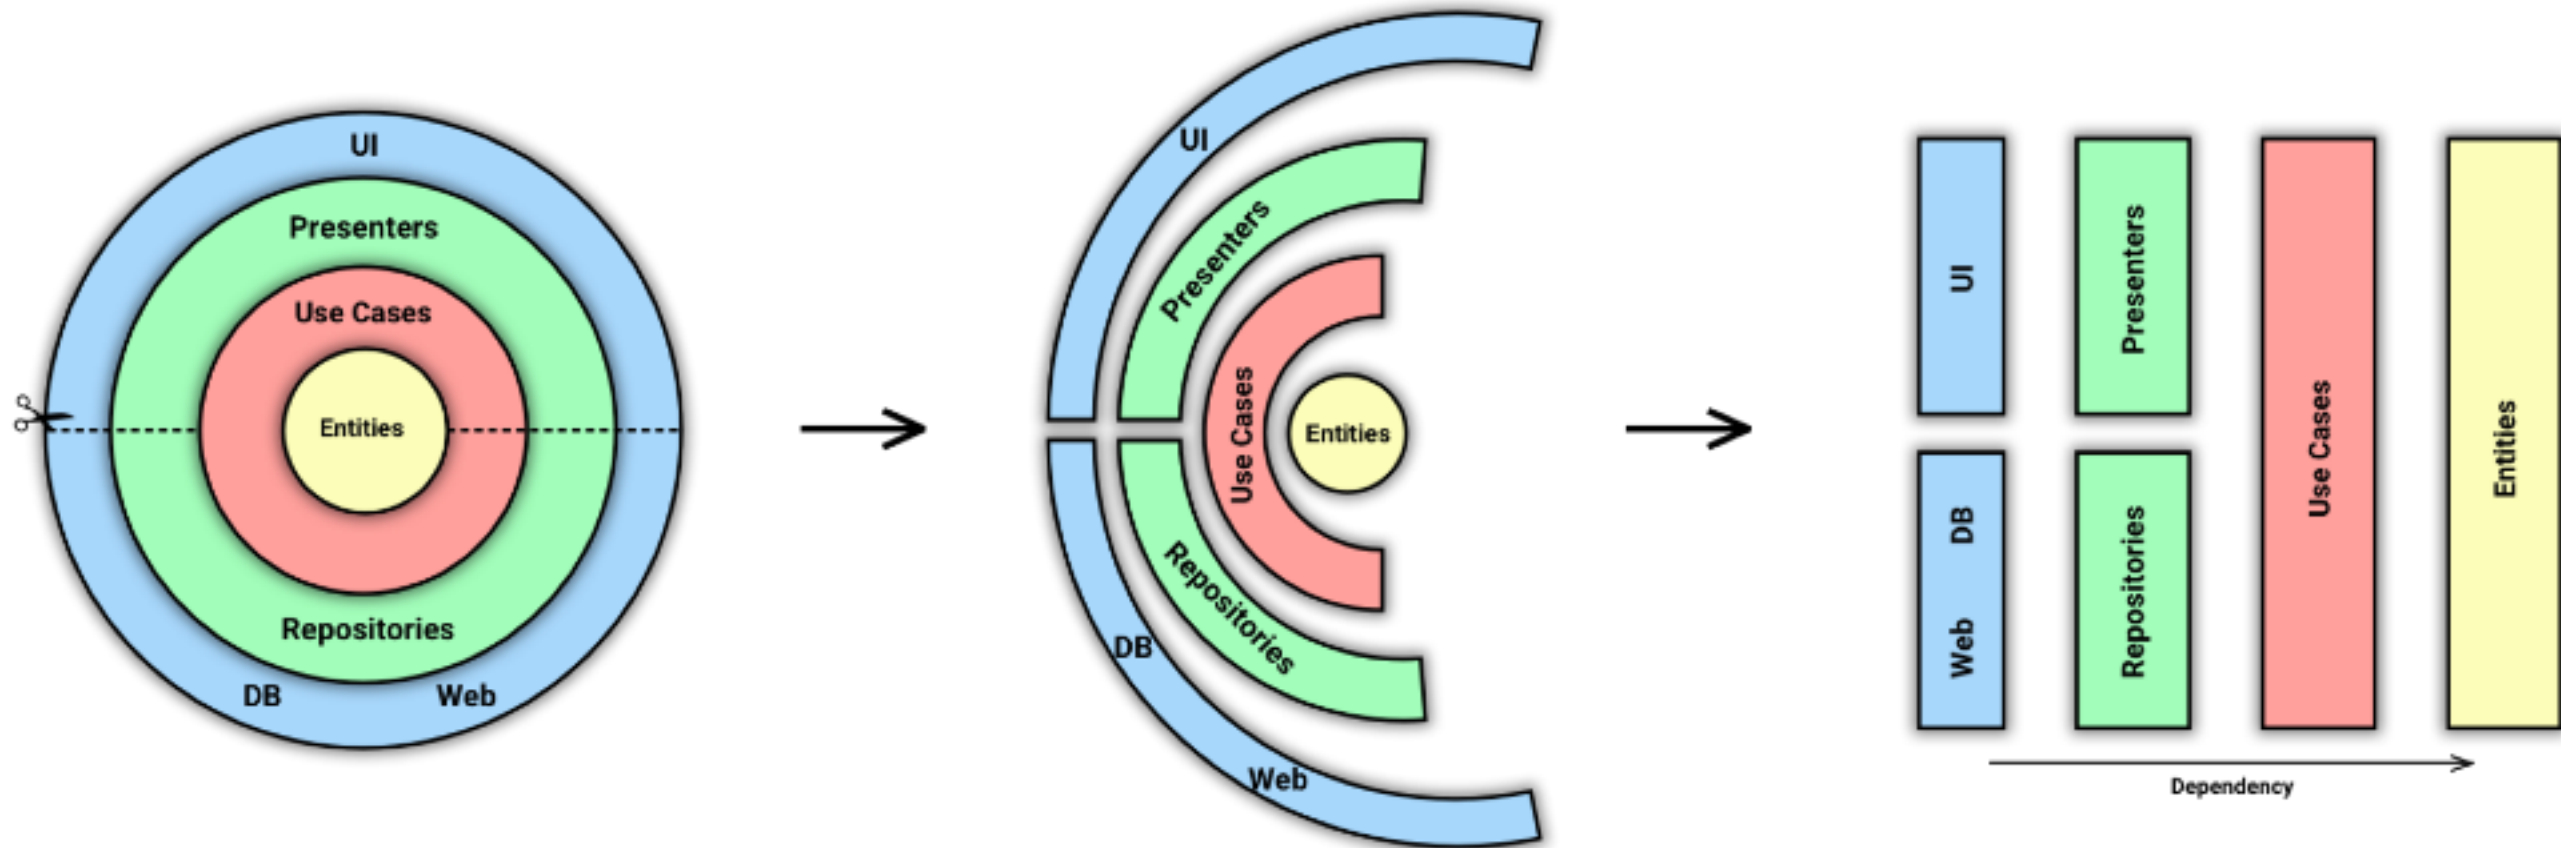 UI
Presenters
Use Cases
Entities
Repositories
DB Web
UI
Presenters
Use Cases
Entities
Repositories
DB
Web
UI
Presenters
Use Cases
Entities
DB
Web
Repositories
Dependency